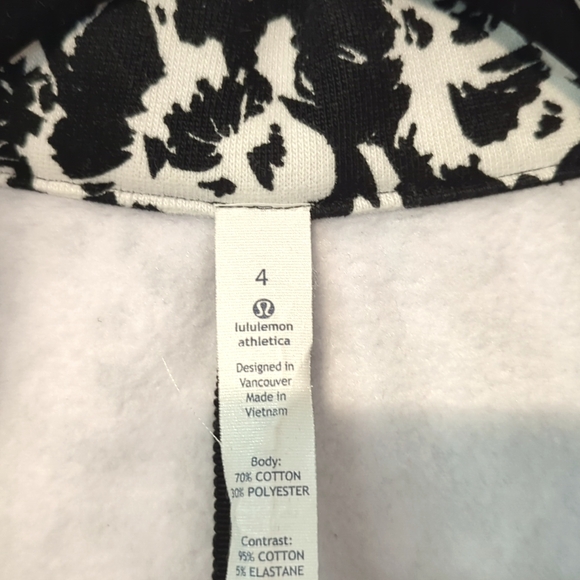 4
lululemon
athletica
Designed in
Vancouver
Made in
Vietnam
Body:
70% COTTON
30% POLYESTER
Contrast:
95% COTTON
5% ELASTANE